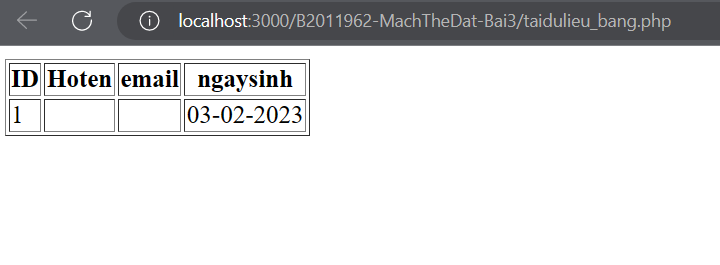 localhost:3000/B2011962-MachTheDat-Bai3/taidulieu_bang.php
ID Hoten email ngaysinh
1 03-02-2023